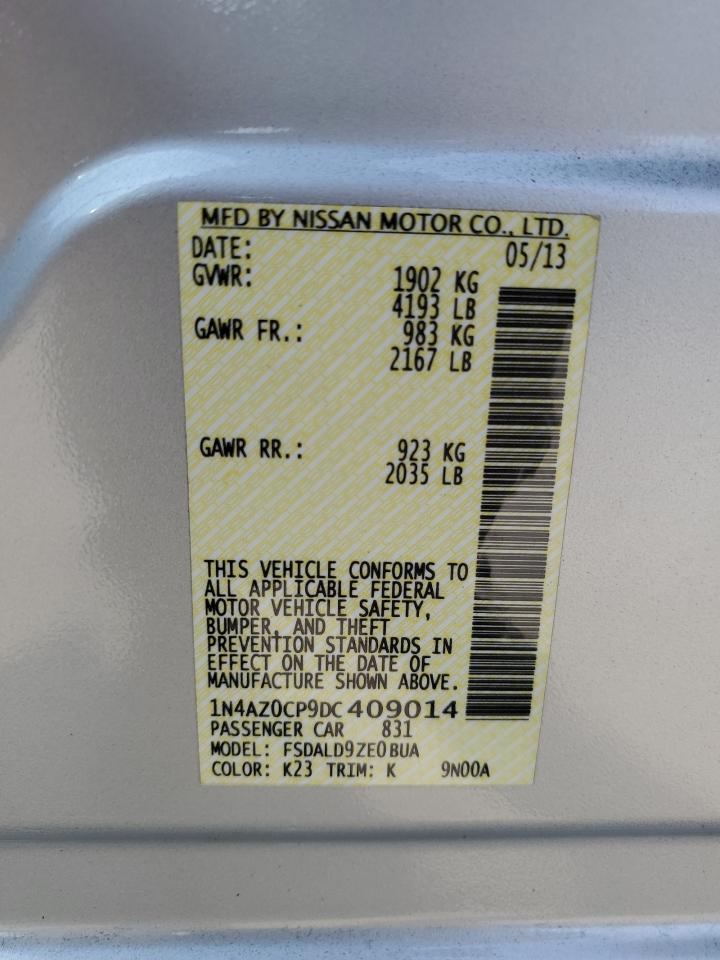 MFD BY NISSAN MOTOR CO., LTD.
DATE: 05/13
GVWR: 1902 KG
4193 LB
GAWR FR.: 983 KG
2167 LB
GAWR RR.: 923 KG
2035 LB
THIS VEHICLE CONFORMS TO
ALL APPLICABLE FEDERAL
MOTOR VEHICLE SAFETY,
BUMPER, AND THEFT
PREVENTION STANDARDS IN
EFFECT ON THE DATE OF
MANUFACTURE SHOWN ABOVE.
1N4AZ0CP9DC409014
PASSENGER CAR 831
MODEL: FSDALD9ZE0BUA
COLOR: K23 TRIM: K 9N00A